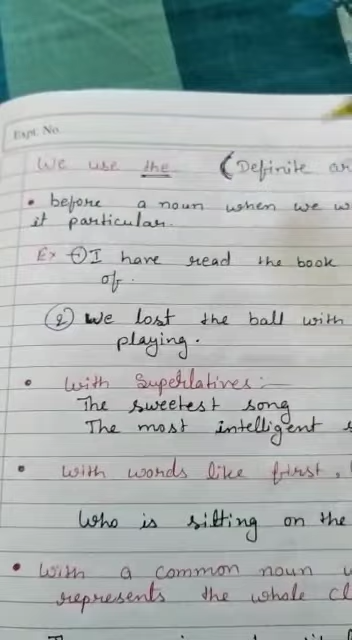 Expt. No.
We use the (Definite ar
• before a noun when we w
it particular.
Ex ① I have read the book
of.
② We lost the ball with
playing.
• With Superlatives:-
The sweetest song
The most intelligent s
• With words like first,
Who is sitting on the
• With a common noun w
represents the whole cl